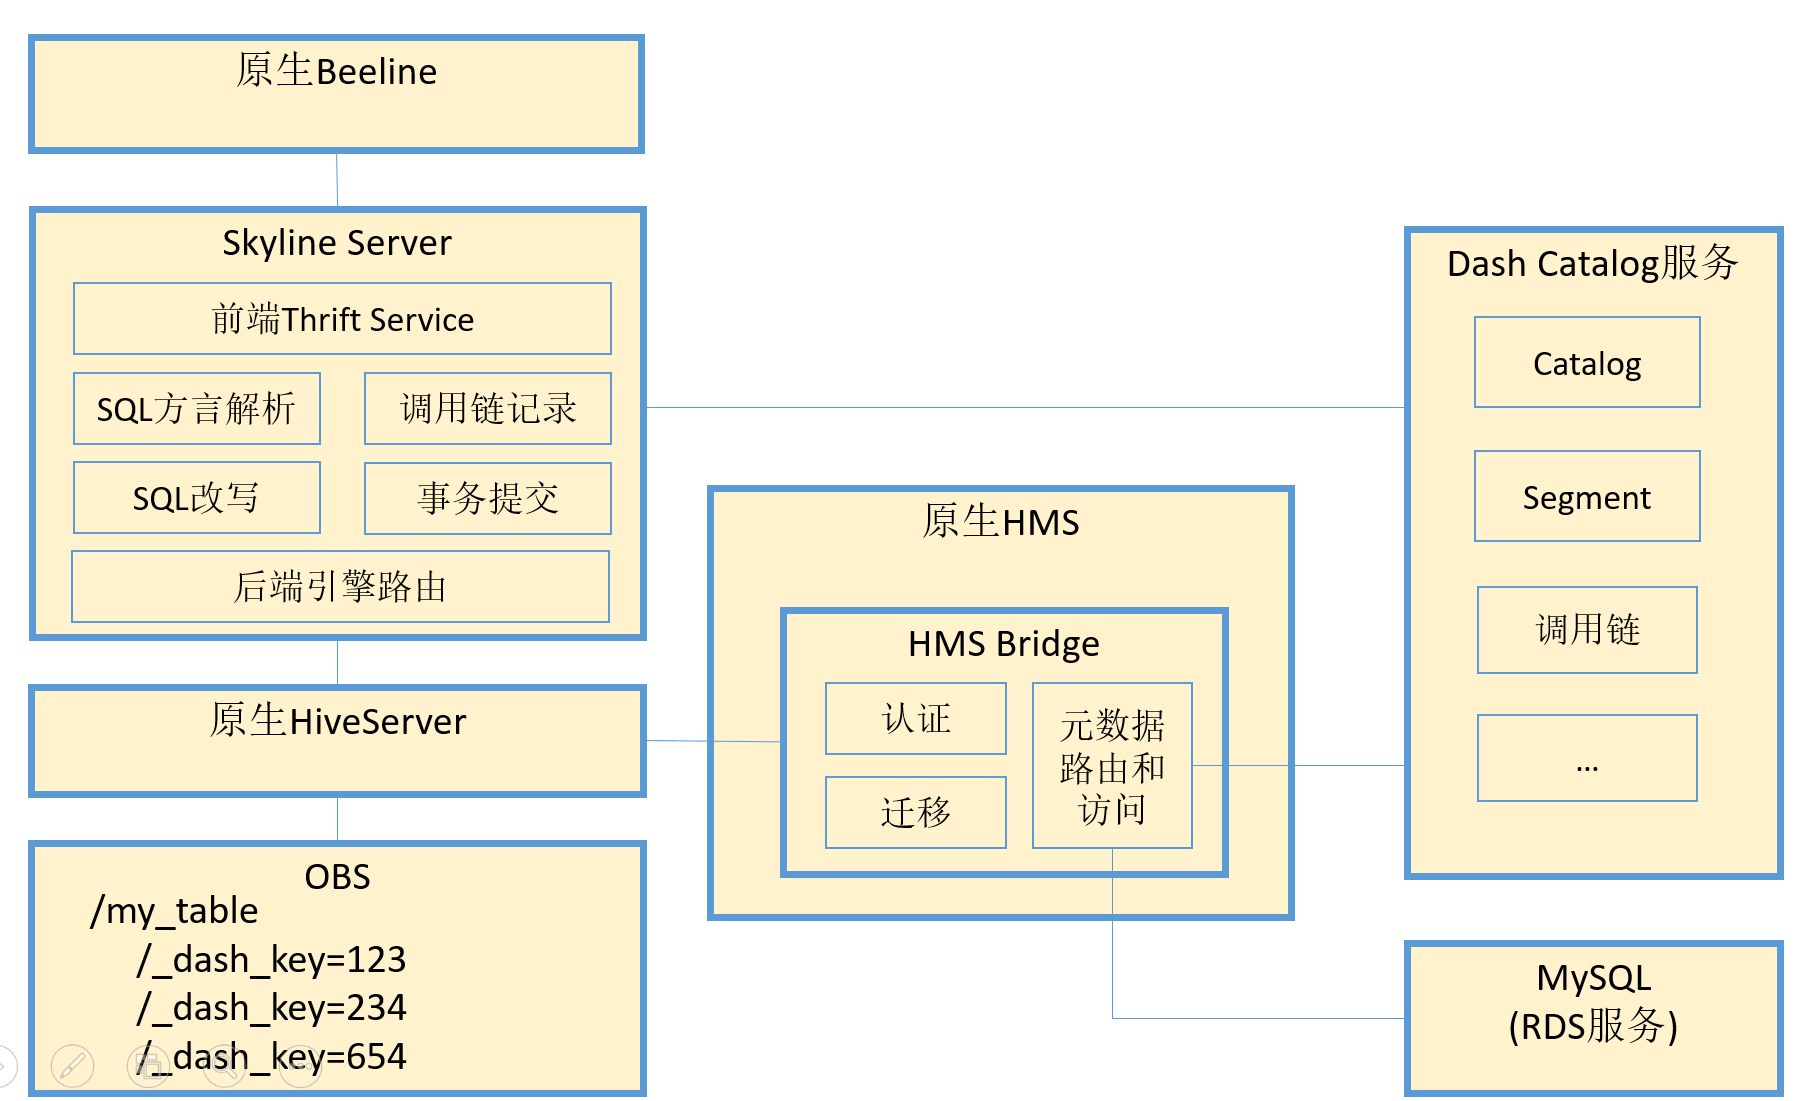 原生Beeline
Skyline Server
前端Thrift Service
SQL方言解析
调用链记录
SQL改写
事务提交
后端引擎路由
原生HiveServer
OBS
/my_table
/_dash_key=123
/_dash_key=234
/_dash_key=654
原生HMS
HMS Bridge
认证
迁移
元数据
路由和
访问
Dash Catalog服务
Catalog
Segment
调用链
...
MySQL
(RDS服务)